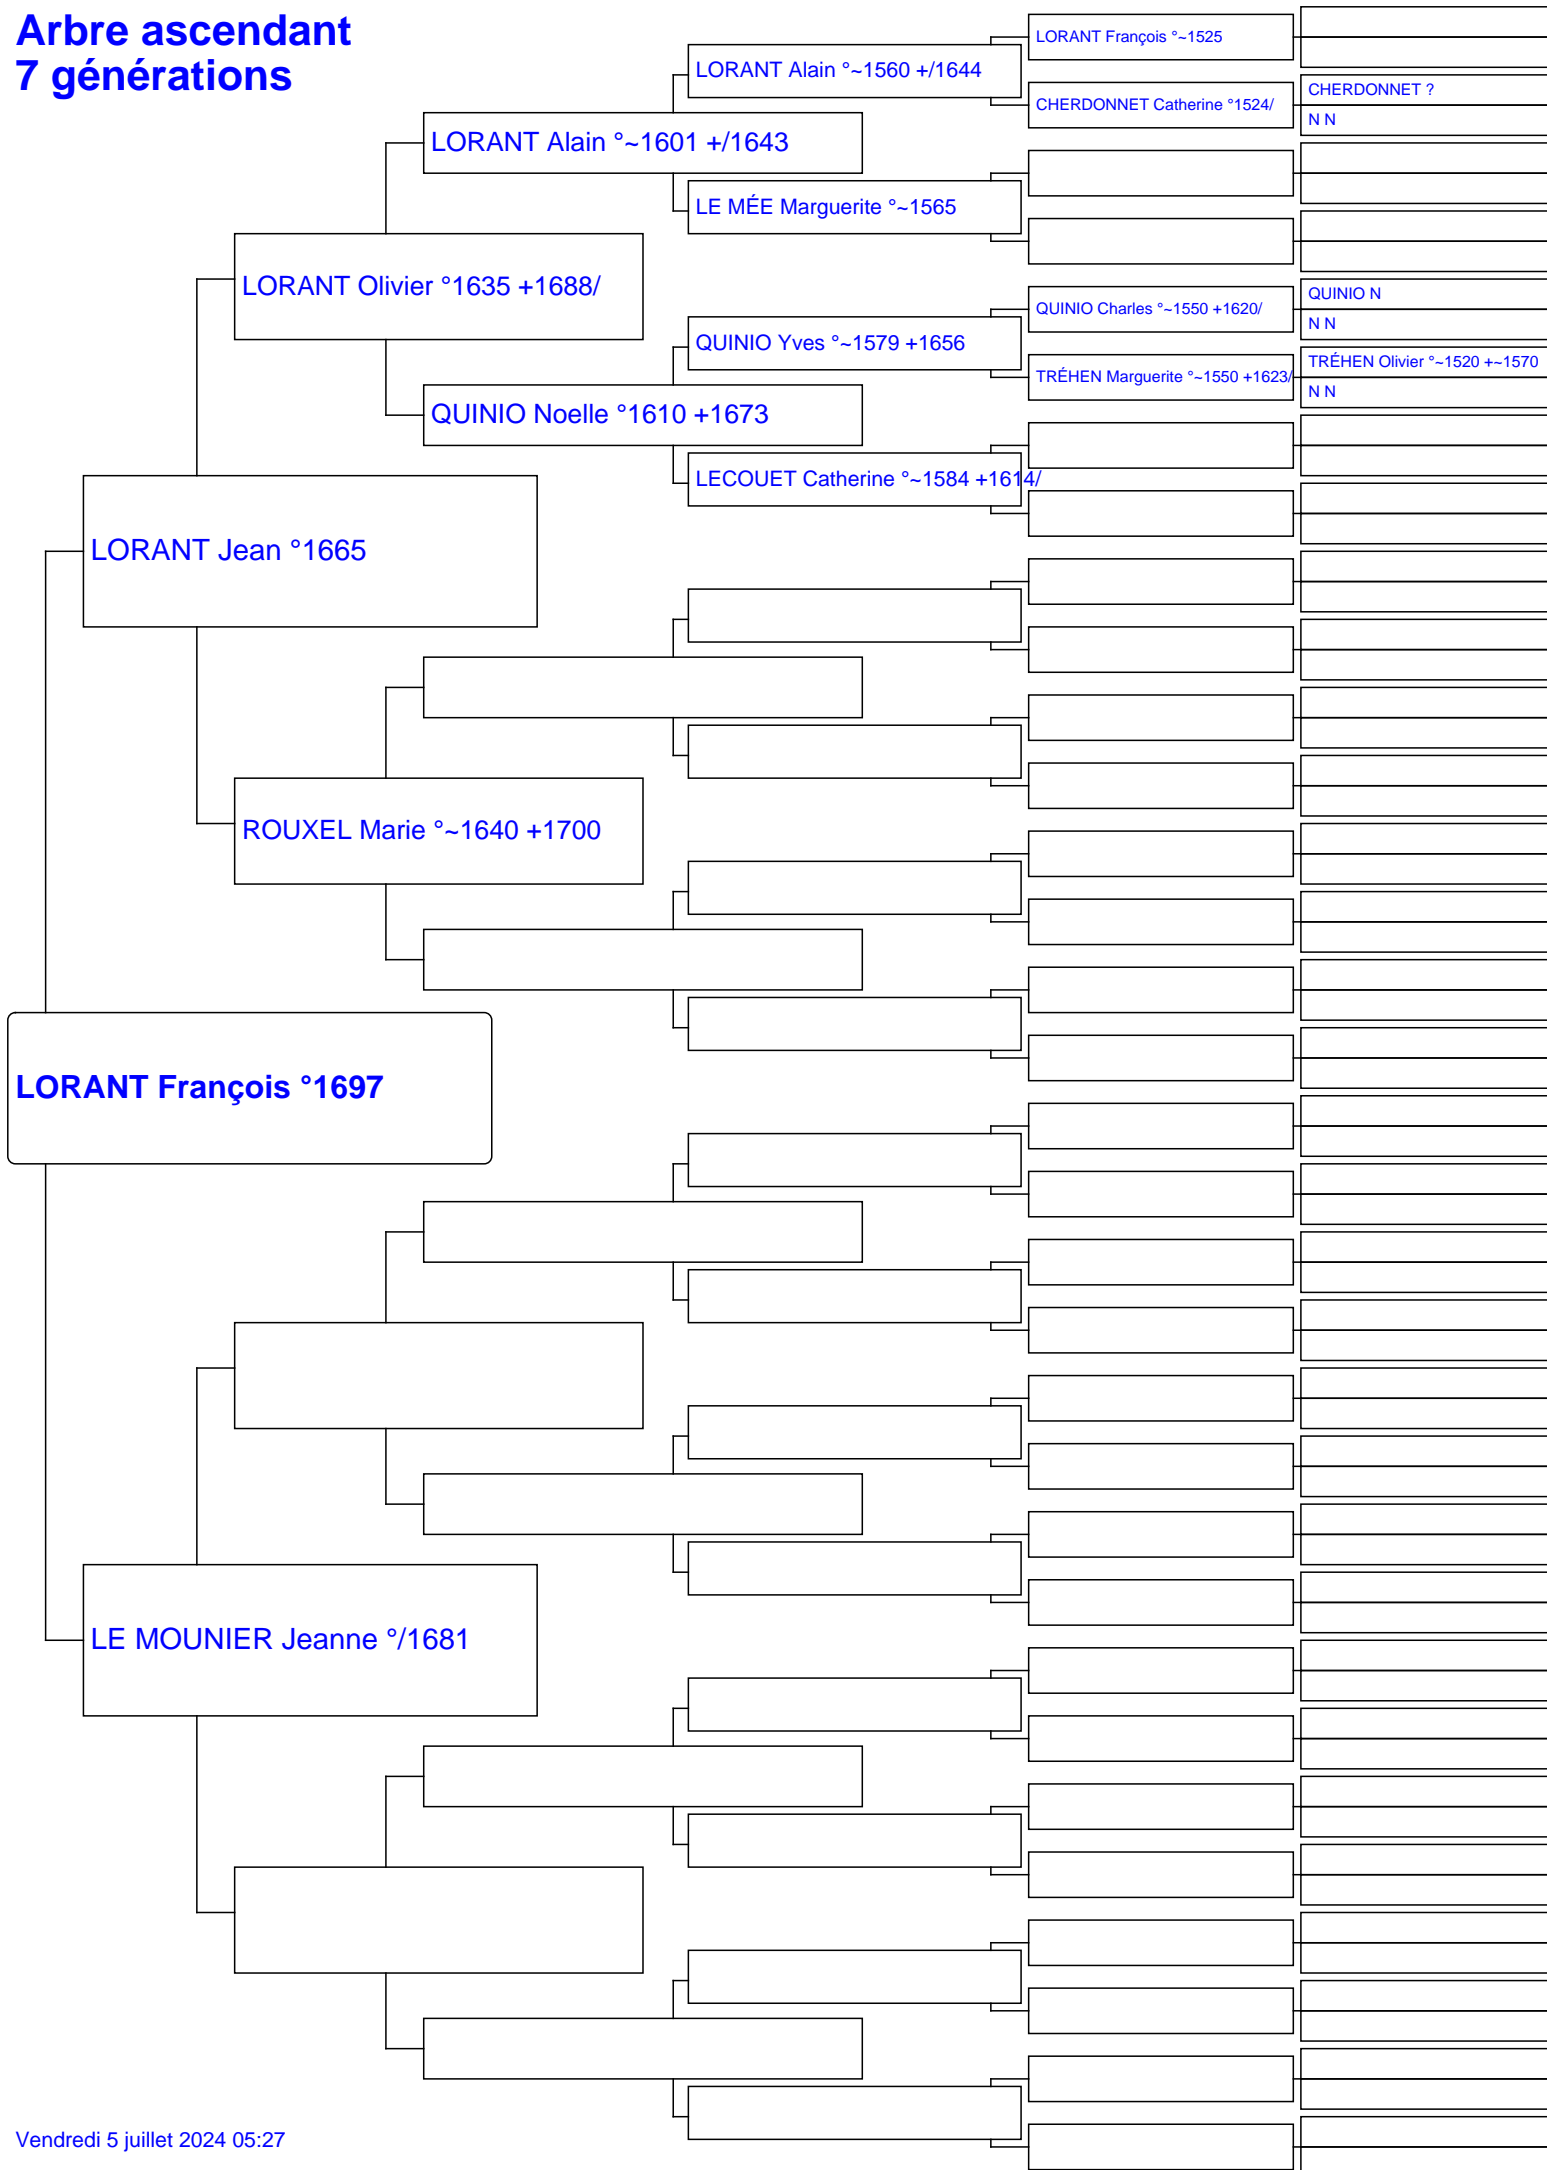 Arbre ascendant
7 générations
LORANT François °~1525
LORANT Alain °~1560 +/1644
CHERDONNET ?
CHERDONNET Catherine °1524/
N N
LORANT Alain °~1601 +/1643
LE MÉE Marguerite °~1565
LORANT Olivier °1635 +1688/
QUINIO N
QUINIO Charles °~1550 +1620/
N N
QUINIO Yves °~1579 +1656
TRÉHEN Olivier °~1520 +~1570
TRÉHEN Marguerite °~1550 +1623/
N N
QUINIO Noelle °1610 +1673
LECOUET Catherine °~1584 +1614/
LORANT Jean °1665
ROUXEL Marie °~1640 +1700
LORANT François °1697
LE MOUNIER Jeanne °/1681
Vendredi 5 juillet 2024 05:27